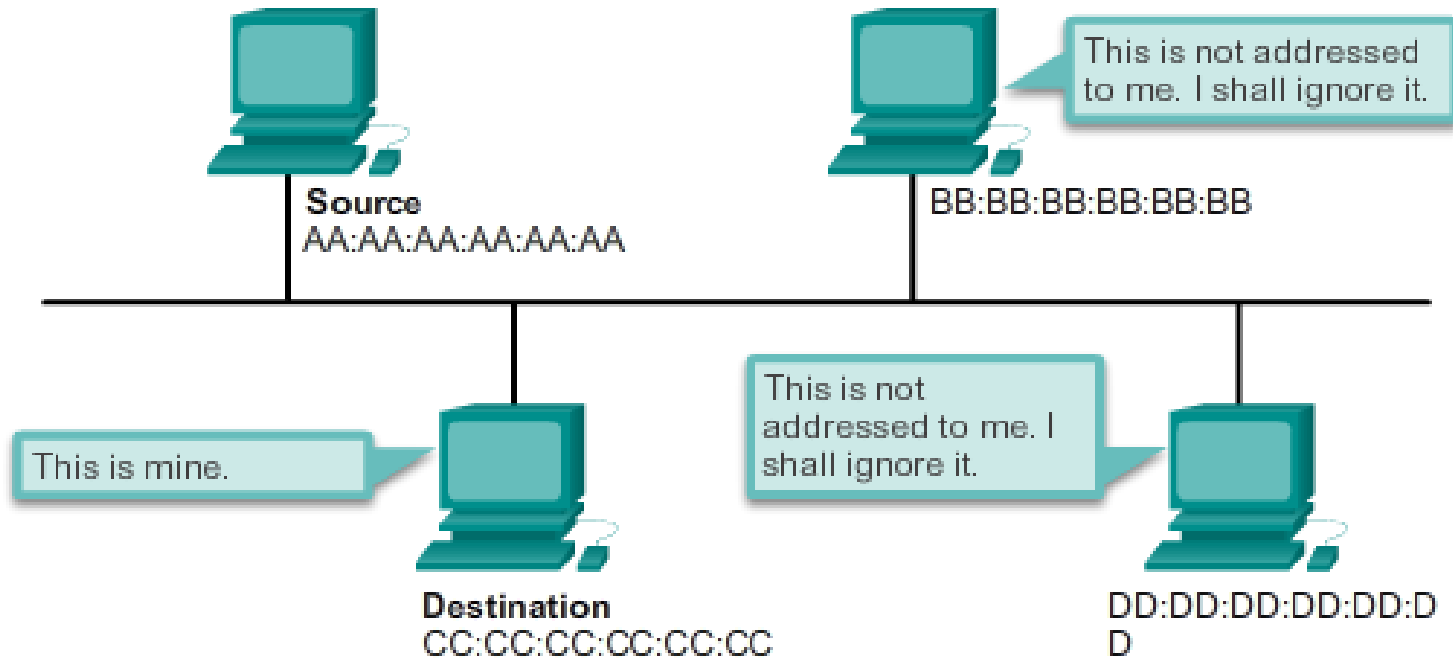 This is not addressed
to me. I shall ignore it.
Source
AA:AA:AA:AA:AA:AA
BB:BB:BB:BB:BB:BB
This is mine.
This is not
addressed to me. I
shall ignore it.
Destination
CC:CC:CC:CC:CC:CC
DD:DD:DD:DD:DD:D
D